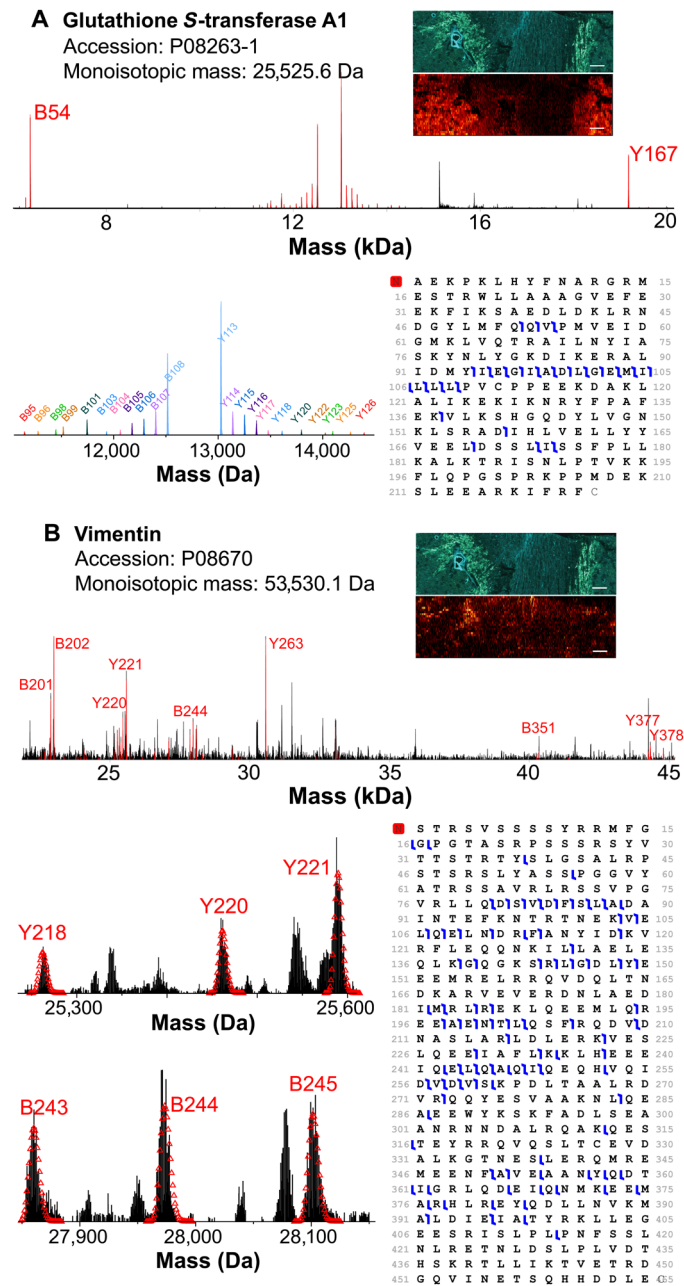 A Glutathione S-transferase A1
Accession: P08263-1
Monoisotopic mass: 25,525.6 Da
B54
Y167
8 12 16 20
Mass (kDa)
B95 B96 B98 B99 B101 B103 B104 B105 B106 B107 B108 Y113 Y114 Y115 Y116 Y117 Y118 Y120 Y122 Y123 Y125 Y126
12,000 13,000 14,000
Mass (Da)
N A E K P K L H Y F N A R G R M 15
16 E S T R W L L A A A G V E F E 30
31 E K F I K S A E D L D K L R N 45
46 D G Y L M F Q Q V P M V E I D 60
61 G M K L V Q T R A I L N Y I A 75
76 S K Y N L Y G K D I K E R A L 90
91 I D M Y I E G I A D L G E M I 105
106 L L L L P V C P P E E K D A K L 120
121 A L I K E K I K N R Y F P A F 135
136 E K V L K S H G Q D Y L V G N 150
151 K L S R A D I H L V E L L Y Y 165
166 V E E L D S S L I S S F P L L 180
181 K A L K T R I S N L P T V K K 195
196 F L Q P G S P R K P P M D E K 210
211 S L E E A R K I F R F C
B Vimentin
Accession: P08670
Monoisotopic mass: 53,530.1 Da
B201 B202 Y220 Y221 B244 Y263 B351 Y377 Y378
25 30 35 40 45
Mass (kDa)
Y218 Y220 Y221
25,300 25,600
Mass (Da)
B243 B244 B245
27,900 28,000 28,100
Mass (Da)
N S T R S V S S S S Y R R M F G 15
16 G P G T A S R P S S S R S Y V 30
31 T T S T R T Y S L G S A L R P 45
46 S T S R S L Y A S S P G G V Y 60
61 A T R S S A V R L R S S V P G 75
76 V R L L Q D S V D F S L A D A 90
91 I N T E F K N T R T N E K V E 105
106 L Q E L N D R F A N Y I D K V 120
121 R F L E Q Q N K I L L A E L E 135
136 Q L K G Q G K S R L G D L Y E 150
151 E E M R E L R R Q V D Q L T N 165
166 D K A R V E V E R D N L A E D 180
181 I M R L R E K L Q E E M L Q R 195
196 E E A E N T L Q S F R Q D V D 210
211 N A S L A R L D L E R K V E S 225
226 L Q E E I A F L K K L H E E E 240
241 I Q E L Q A Q I Q E Q H V Q I 255
256 D V D V S K P D L T A A L R D 270
271 V R Q Q Y E S V A A K N L Q E 285
286 A E E W Y K S K F A D L S E A 300
301 A N R N N D A L R Q A K Q E S 315
316 T E Y R R Q V Q S L T C E V D 330
331 A L K G T N E S L E R Q M R E 345
346 M E E N F A V E A A N Y Q D T 360
361 I G R L Q D E I Q N M K E E M 375
376 A R H L R E Y Q D L L N V K M 390
391 A L D I E I A T Y R K L L E G 405
406 E E S R I S L P L P N F S S L 420
421 N L R E T N L D S L P L V D T 435
436 H S K R T L L I K T V E T R D 450
451 G Q V I N E T S Q H H D D L E 465